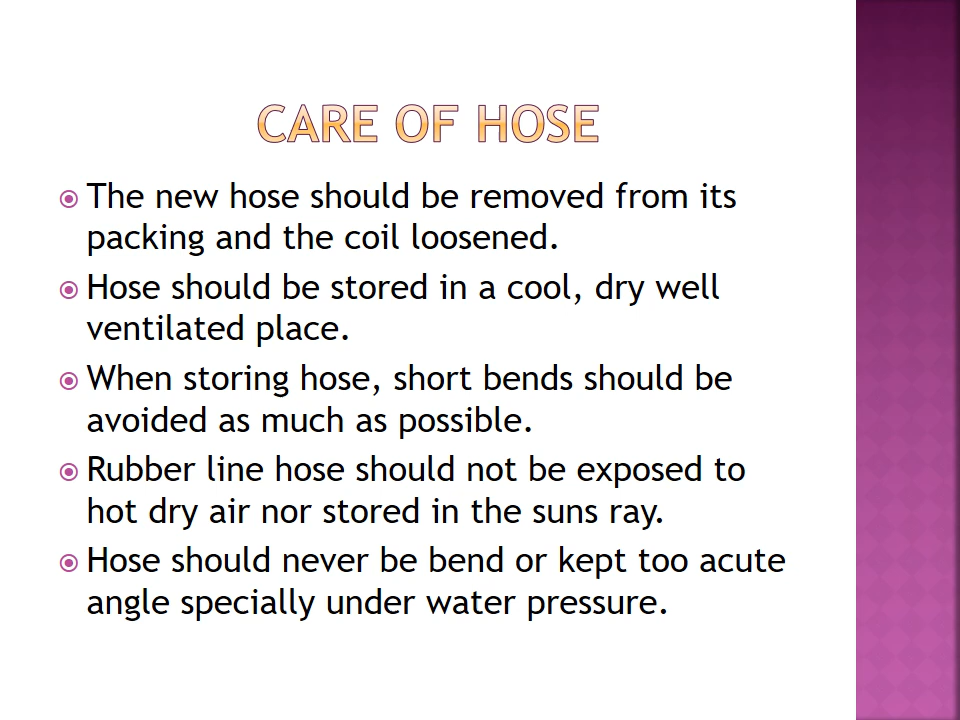 CARE OF HOSE
The new hose should be removed from its
packing and the coil loosened.
Hose should be stored in a cool, dry well
ventilated place.
When storing hose, short bends should be
avoided as much as possible.
Rubber line hose should not be exposed to
hot dry air nor stored in the suns ray.
Hose should never be bend or kept too acute
angle specially under water pressure.